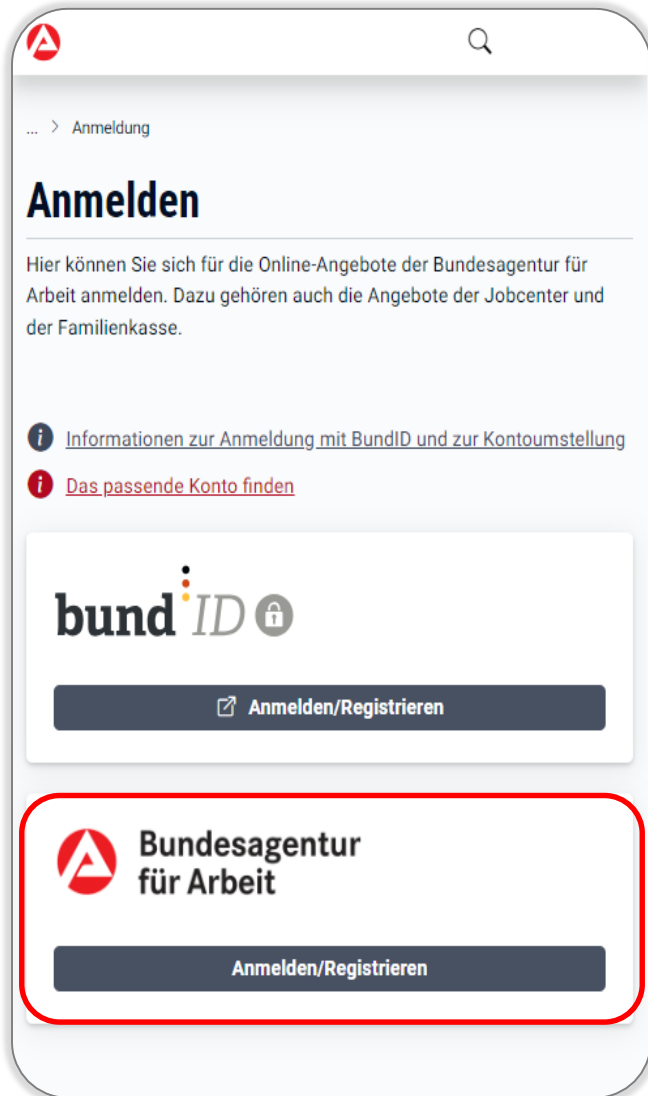 ... > Anmeldung
Anmelden
Hier können Sie sich für die Online-Angebote der Bundesagentur für
Arbeit anmelden. Dazu gehören auch die Angebote der Jobcenter und
der Familienkasse.
Informationen zur Anmeldung mit BundID und zur Kontoumstellung
Das passende Konto finden
bund ID
Anmelden/Registrieren
Bundesagentur
für Arbeit
Anmelden/Registrieren